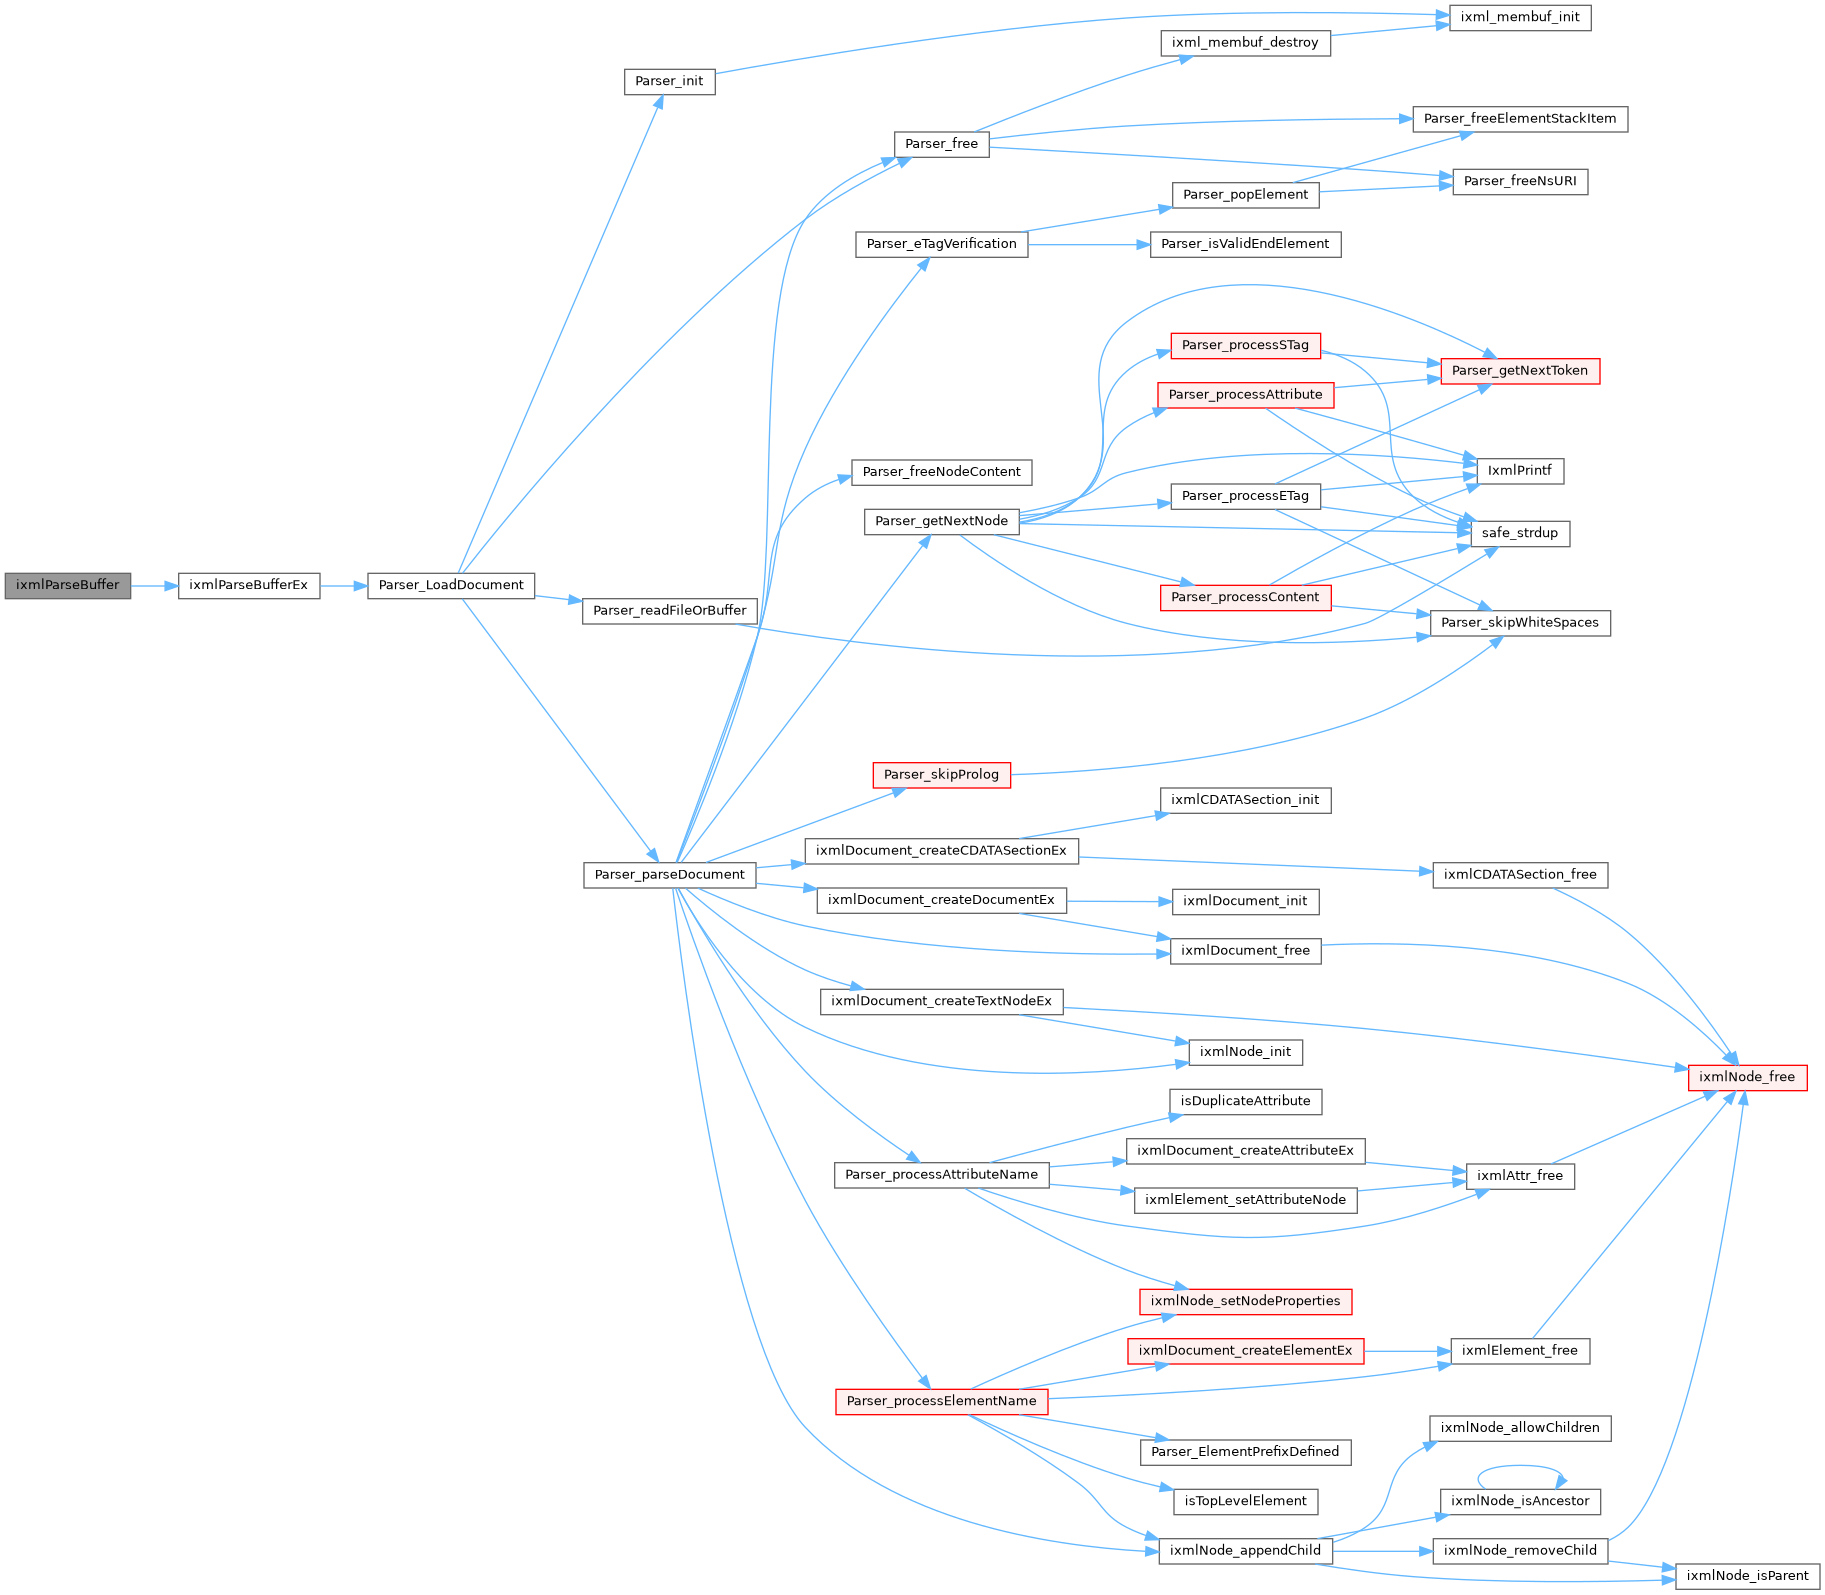 ixml_membuf_init
ixml_membuf_destroy
Parser_init
Parser_freeElementStackItem
Parser_free
Parser_freeNsURI
Parser_popElement
Parser_eTagVerification
Parser_isValidEndElement
Parser_processSTag
Parser_getNextToken
Parser_processAttribute
Parser_freeNodeContent
IxmlPrintf
Parser_processETag
Parser_getNextNode
safe_strdup
ixmlParseBuffer
ixmlParseBufferEx
Parser_LoadDocument
Parser_processContent
Parser_readFileOrBuffer
Parser_skipWhiteSpaces
Parser_skipProlog
ixmlCDATASection_init
ixmlDocument_createCDATASectionEx
Parser_parseDocument
ixmlCDATASection_free
ixmlDocument_createDocumentEx
ixmlDocument_init
ixmlDocument_free
ixmlDocument_createTextNodeEx
ixmlNode_init
ixmlNode_free
isDuplicateAttribute
ixmlDocument_createAttributeEx
Parser_processAttributeName
ixmlAttr_free
ixmlElement_setAttributeNode
ixmlNode_setNodeProperties
ixmlDocument_createElementEx
ixmlElement_free
Parser_processElementName
ixmlNode_allowChildren
Parser_ElementPrefixDefined
isTopLevelElement
ixmlNode_isAncestor
ixmlNode_appendChild
ixmlNode_removeChild
ixmlNode_isParent